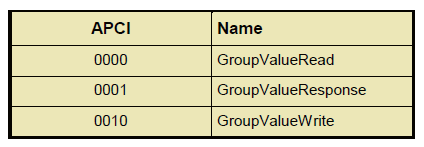 APCI Name
0000 GroupValueRead
0001 GroupValueResponse
0010 GroupValueWrite